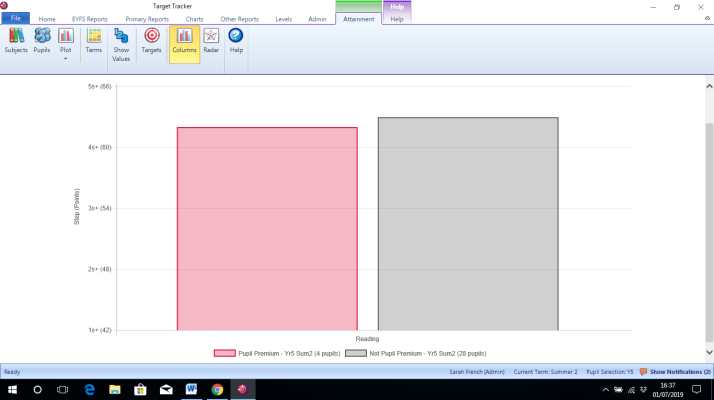 Target Tracker
Help
File Home EYFS Reports Primary Reports Charts Other Reports Levels Admin Attainment Help
Subjects Pupils Plot Terms Show Values Targets Columns Radar Help
5s+ (66)
4s+ (60)
3s+ (54)
2s+ (48)
1s+ (42)
Step (Points)
Reading
Pupil Premium - Yr5 Sum2 (4 pupils) Not Pupil Premium - Yr5 Sum2 (28 pupils)
Ready Sarah French (Admin) Current Term: Summer 2 Pupil Selection: Y5 Show Notifications (2)
16:37
01/07/2019